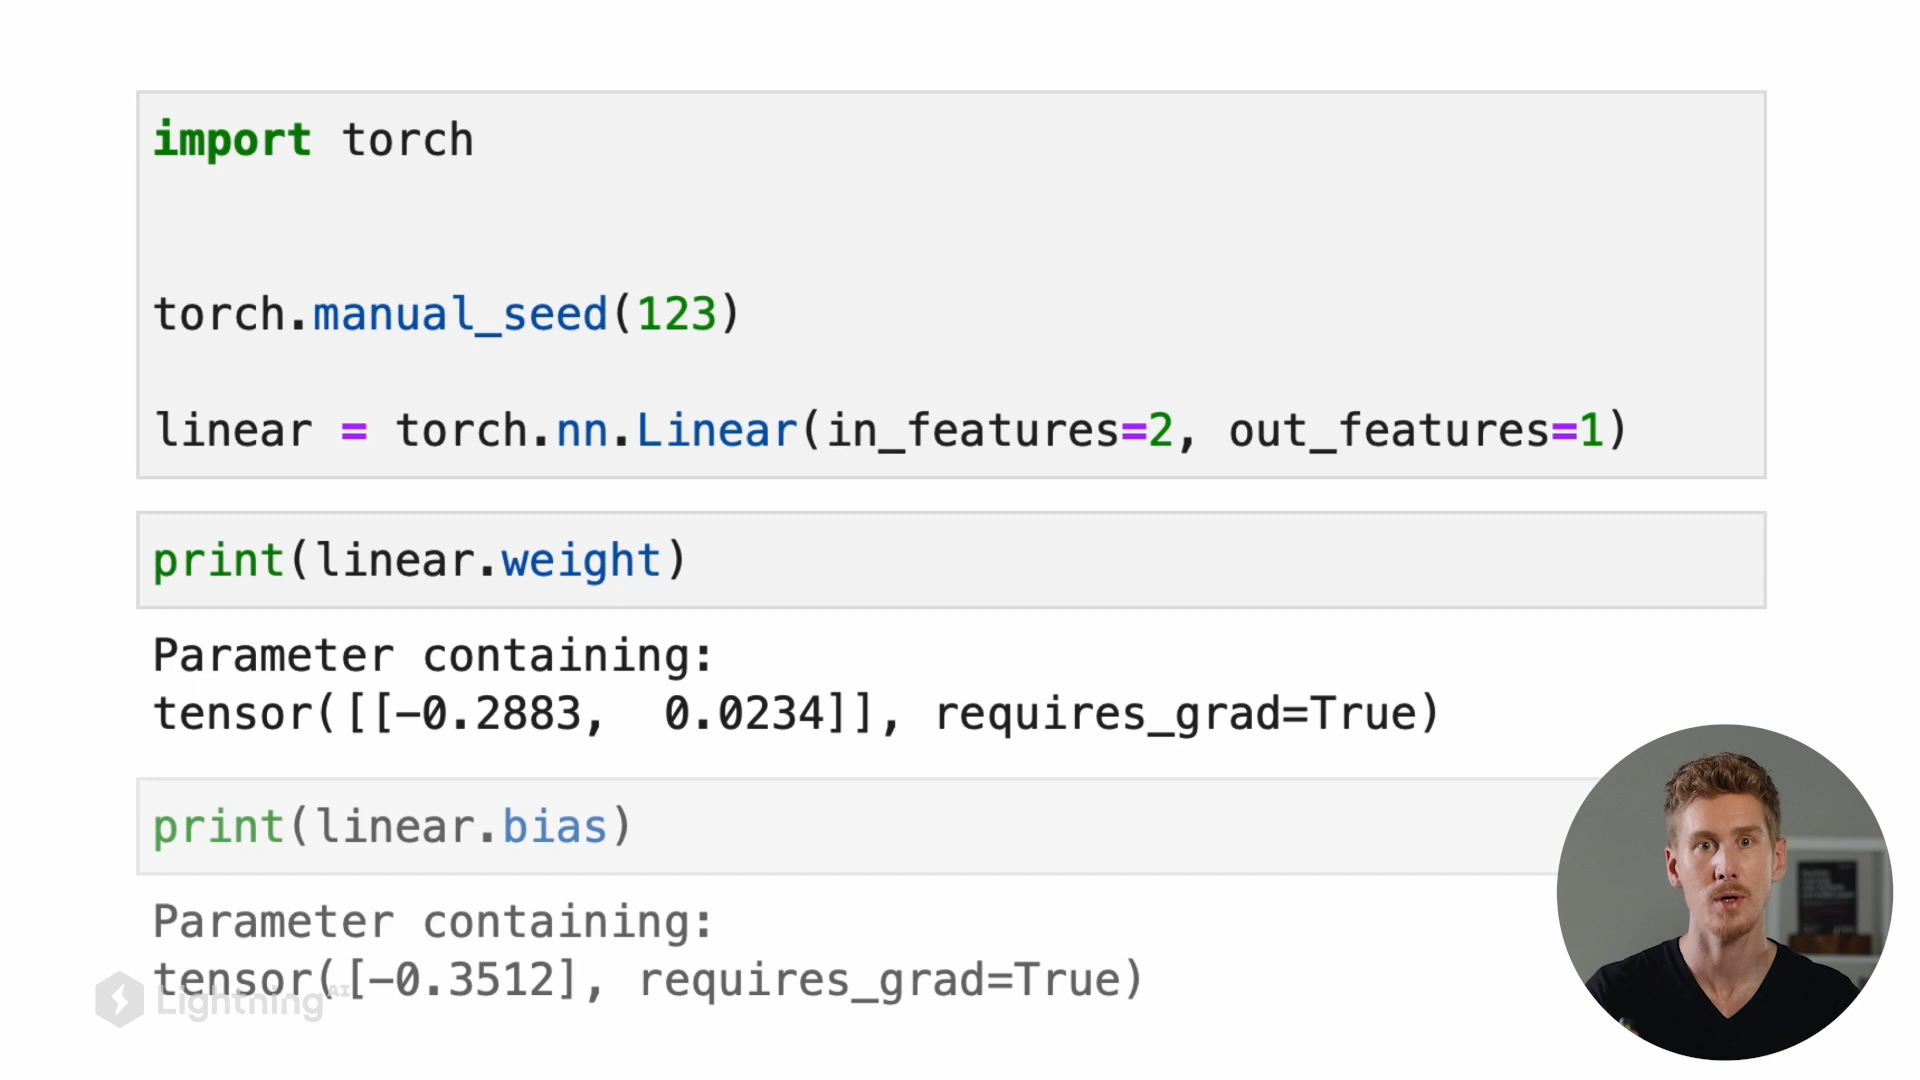 import torch
torch.manual_seed(123)
linear = torch.nn.Linear(in_features=2, out_features=1)
print(linear.weight)
Parameter containing:
tensor([[-0.2883,  0.0234]], requires_grad=True)
print(linear.bias)
Parameter containing:
tensor([-0.3512], requires_grad=True)
Lightning AI